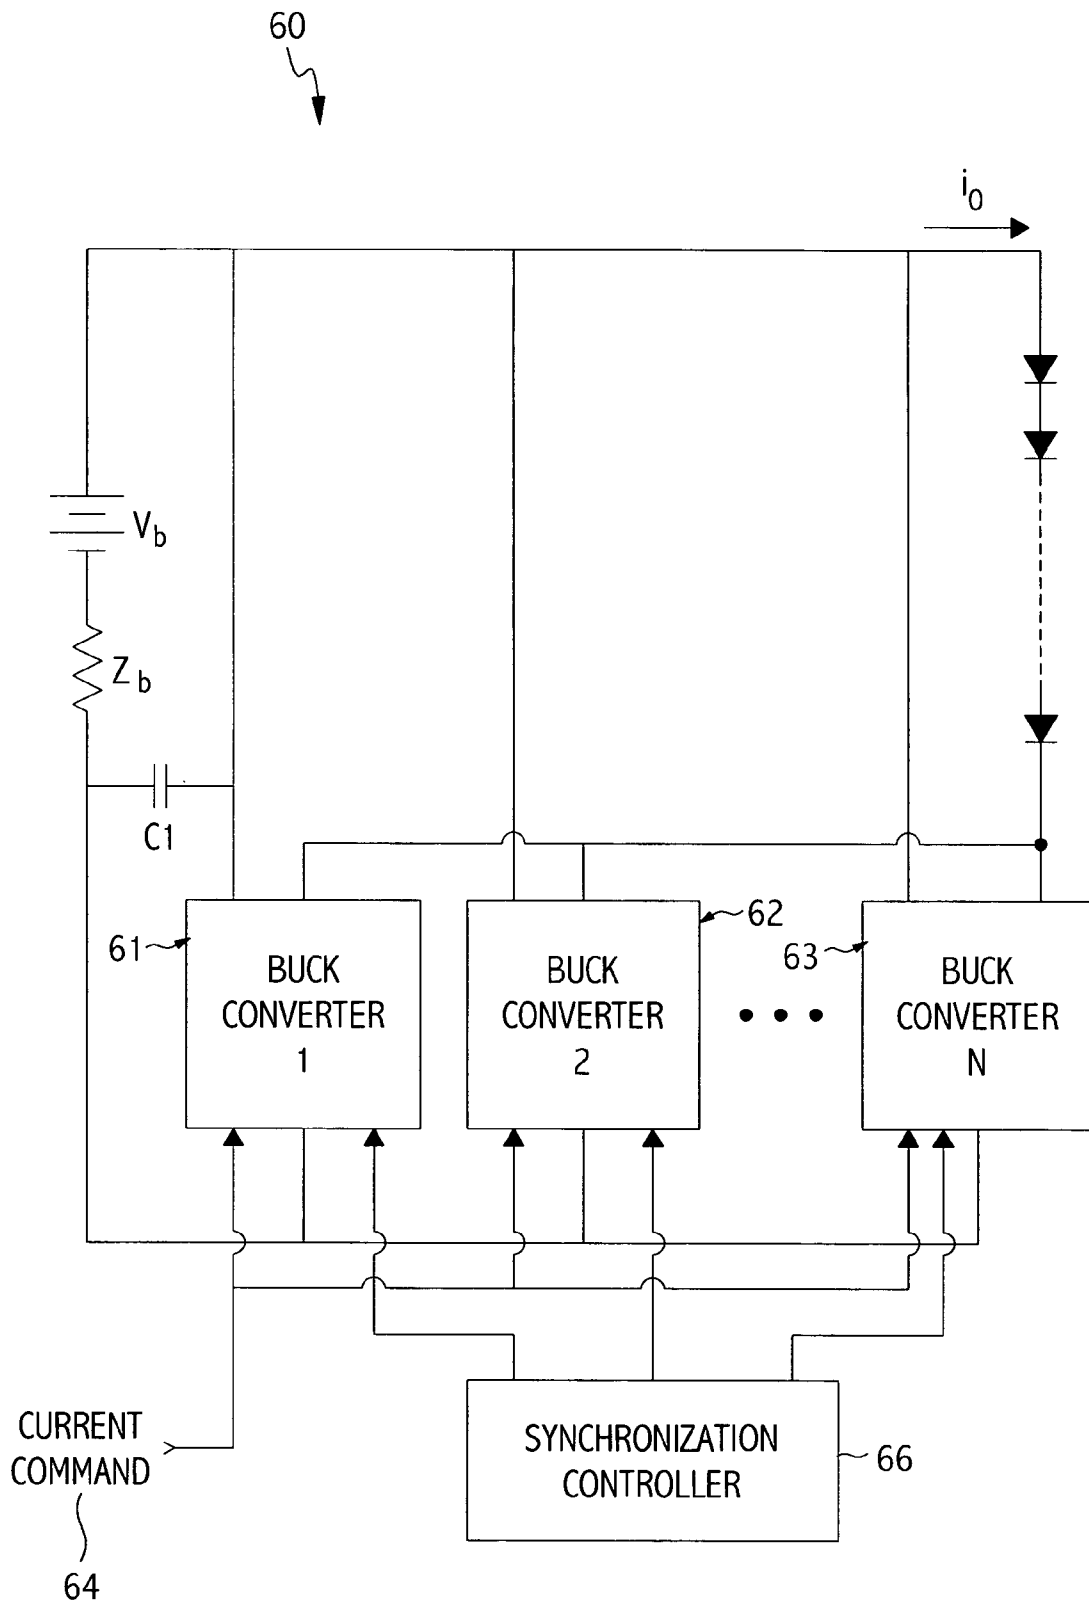 60
i0
Vb
Zb
C1
61
BUCK
CONVERTER
1
62
BUCK
CONVERTER
2
63
BUCK
CONVERTER
N
CURRENT
COMMAND
64
SYNCHRONIZATION
CONTROLLER
66